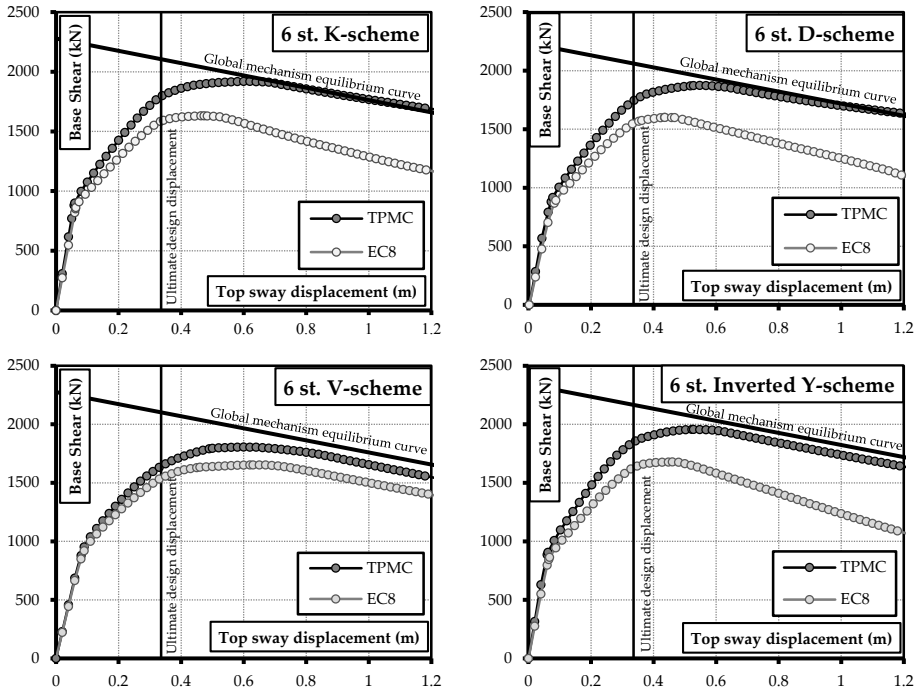 6 st. K-scheme
2500
2000
1500
1000
500
0
Base Shear (kN)
Global mechanism equilibrium curve
Ultimate design displacement
TPMC
EC8
Top sway displacement (m)
0 0.2 0.4 0.6 0.8 1 1.2
6 st. D-scheme
2500
2000
1500
1000
500
0
Base Shear (kN)
Global mechanism equilibrium curve
Ultimate design displacement
TPMC
EC8
Top sway displacement (m)
0 0.2 0.4 0.6 0.8 1 1.2
6 st. V-scheme
2500
2000
1500
1000
500
0
Base Shear (kN)
Global mechanism equilibrium curve
Ultimate design displacement
TPMC
EC8
Top sway displacement (m)
0 0.2 0.4 0.6 0.8 1 1.2
6 st. Inverted Y-scheme
2500
2000
1500
1000
500
0
Base Shear (kN)
Global mechanism equilibrium curve
Ultimate design displacement
TPMC
EC8
Top sway displacement (m)
0 0.2 0.4 0.6 0.8 1 1.2